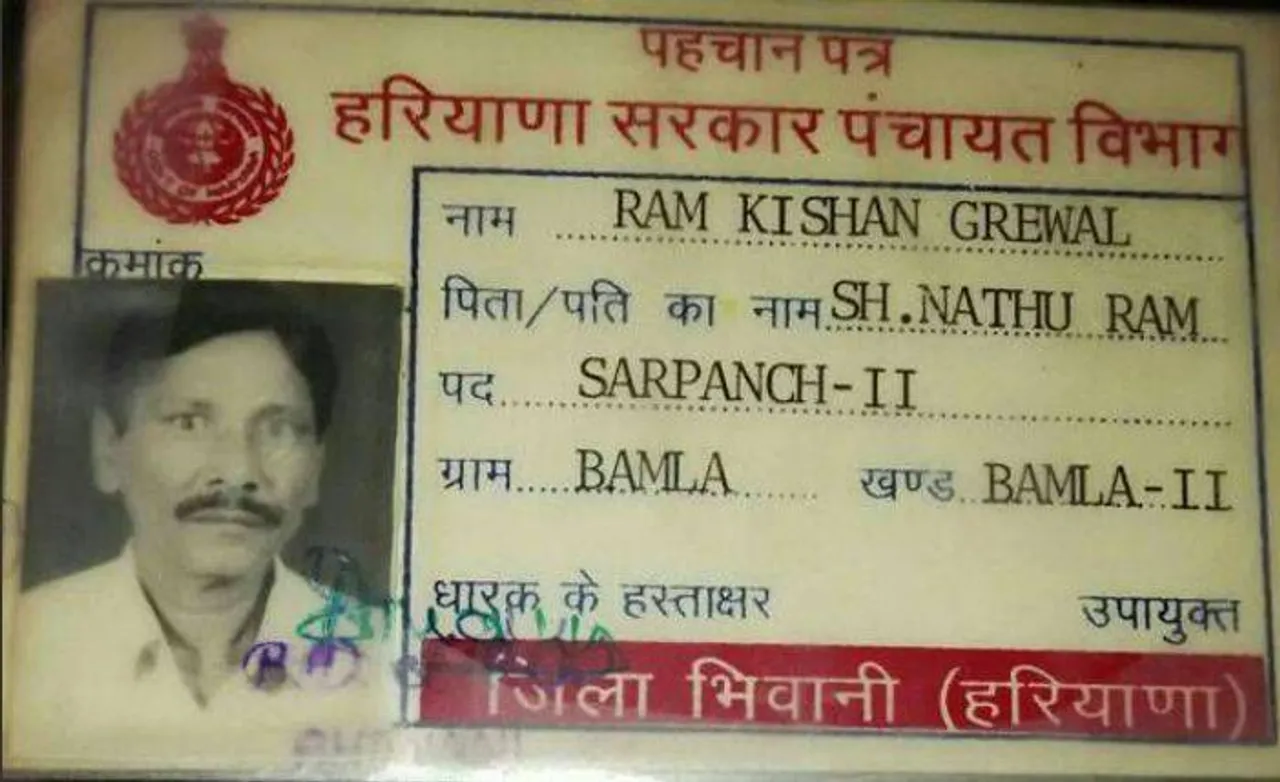 पहचान पत्र
हरियाणा सरकार पंचायत विभाग
क्रमांक
नाम RAM KISHAN GREWAL
पिता/पति का नाम SH.NATHU RAM
पद SARPANCH-II
ग्राम BAMLA खण्ड BAMLA-II
धारक के हस्ताक्षर उपायुक्त
जिला भिवानी (हरियाणा)